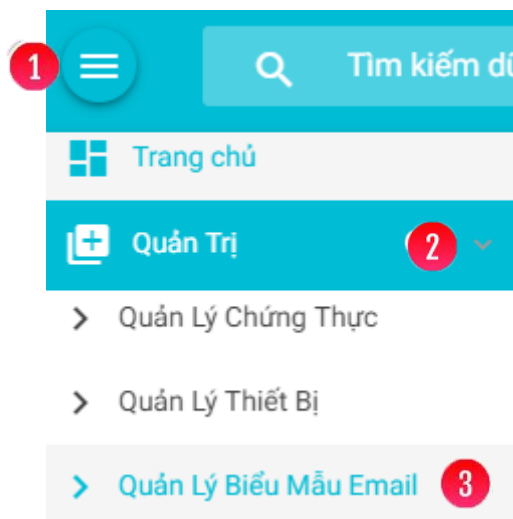 1 Tìm kiếm dữ
Trang chủ
Quản Trị 2
Quản Lý Chứng Thực
Quản Lý Thiết Bị
Quản Lý Biểu Mẫu Email 3